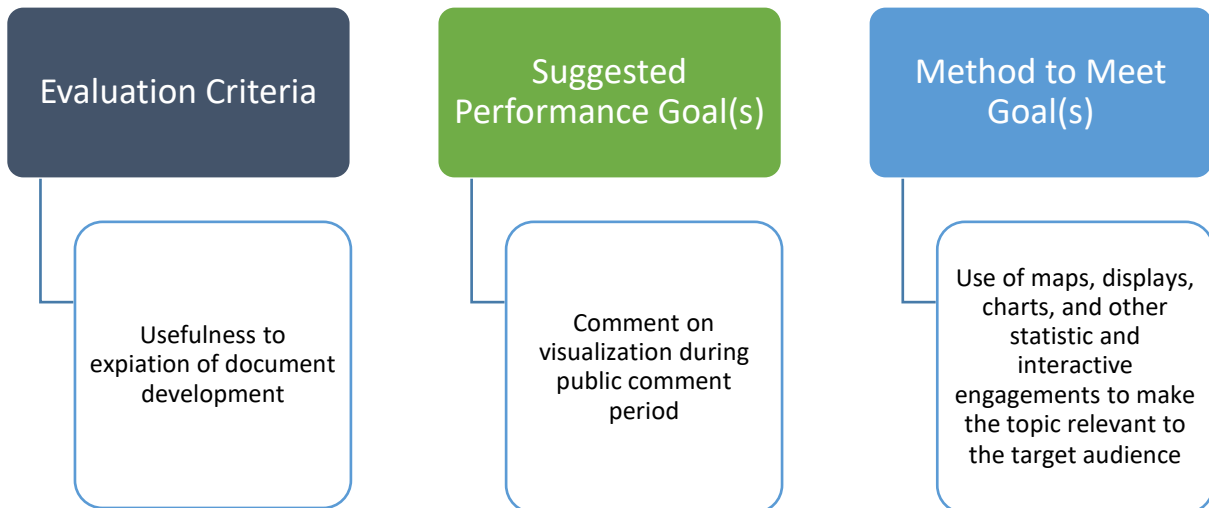 Evaluation Criteria
Usefulness to
expiation of document
development
Suggested
Performance Goal(s)
Comment on
visualization during
public comment
period
Method to Meet
Goal(s)
Use of maps, displays,
charts, and other
statistic and
interactive
engagements to make
the topic relevant to
the target audience